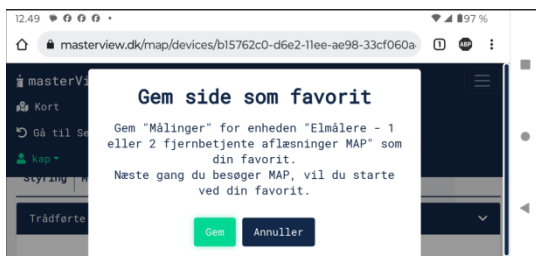 12.49
97 %
masterview.dk/map/devices/b15762c0-d6e2-11ee-ae98-33cf060a
1
ABP
masterVi
Kort
Gå til Se
kap
Styring
Trådførte
Gem side som favorit
Gem "Målinger" for enheden "Elmålere - 1
eller 2 fjernbetjente aflæsninger MAP" som
din favorit.
Næste gang du besøger MAP, vil du starte
ved din favorit.
Gem
Annuller